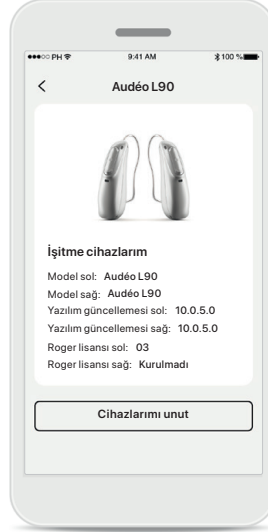 PH 9:41 AM 100 %
Audéo L90
İşitme cihazlarım
Model sol: Audéo L90
Model sağ: Audéo L90
Yazılım güncellemesi sol: 10.0.5.0
Yazılım güncellemesi sağ: 10.0.5.0
Roger lisansı sol: 03
Roger lisansı sağ: Kurulmadı
Cihazlarımı unut